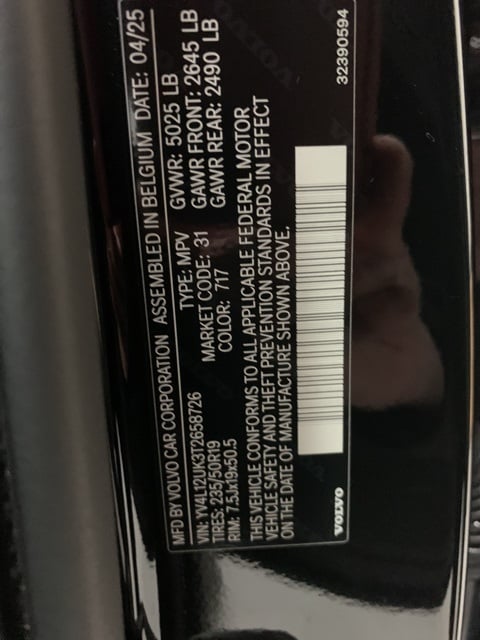 MFD BY VOLVO CAR CORPORATION ASSEMBLED IN BELGIUM DATE: 04/25
VIN: YV4L12UK3T2658726 TYPE: MPV GVWR: 5025 LB
TIRES: 235/50R19 MARKET CODE: 31 GAWR FRONT: 2645 LB
RIM: 7.5Jx19x50.5 COLOR: 717 GAWR REAR: 2490 LB
THIS VEHICLE CONFORMS TO ALL APPLICABLE FEDERAL MOTOR
VEHICLE SAFETY AND THEFT PREVENTION STANDARDS IN EFFECT
ON THE DATE OF MANUFACTURE SHOWN ABOVE.
VOLVO 32390594